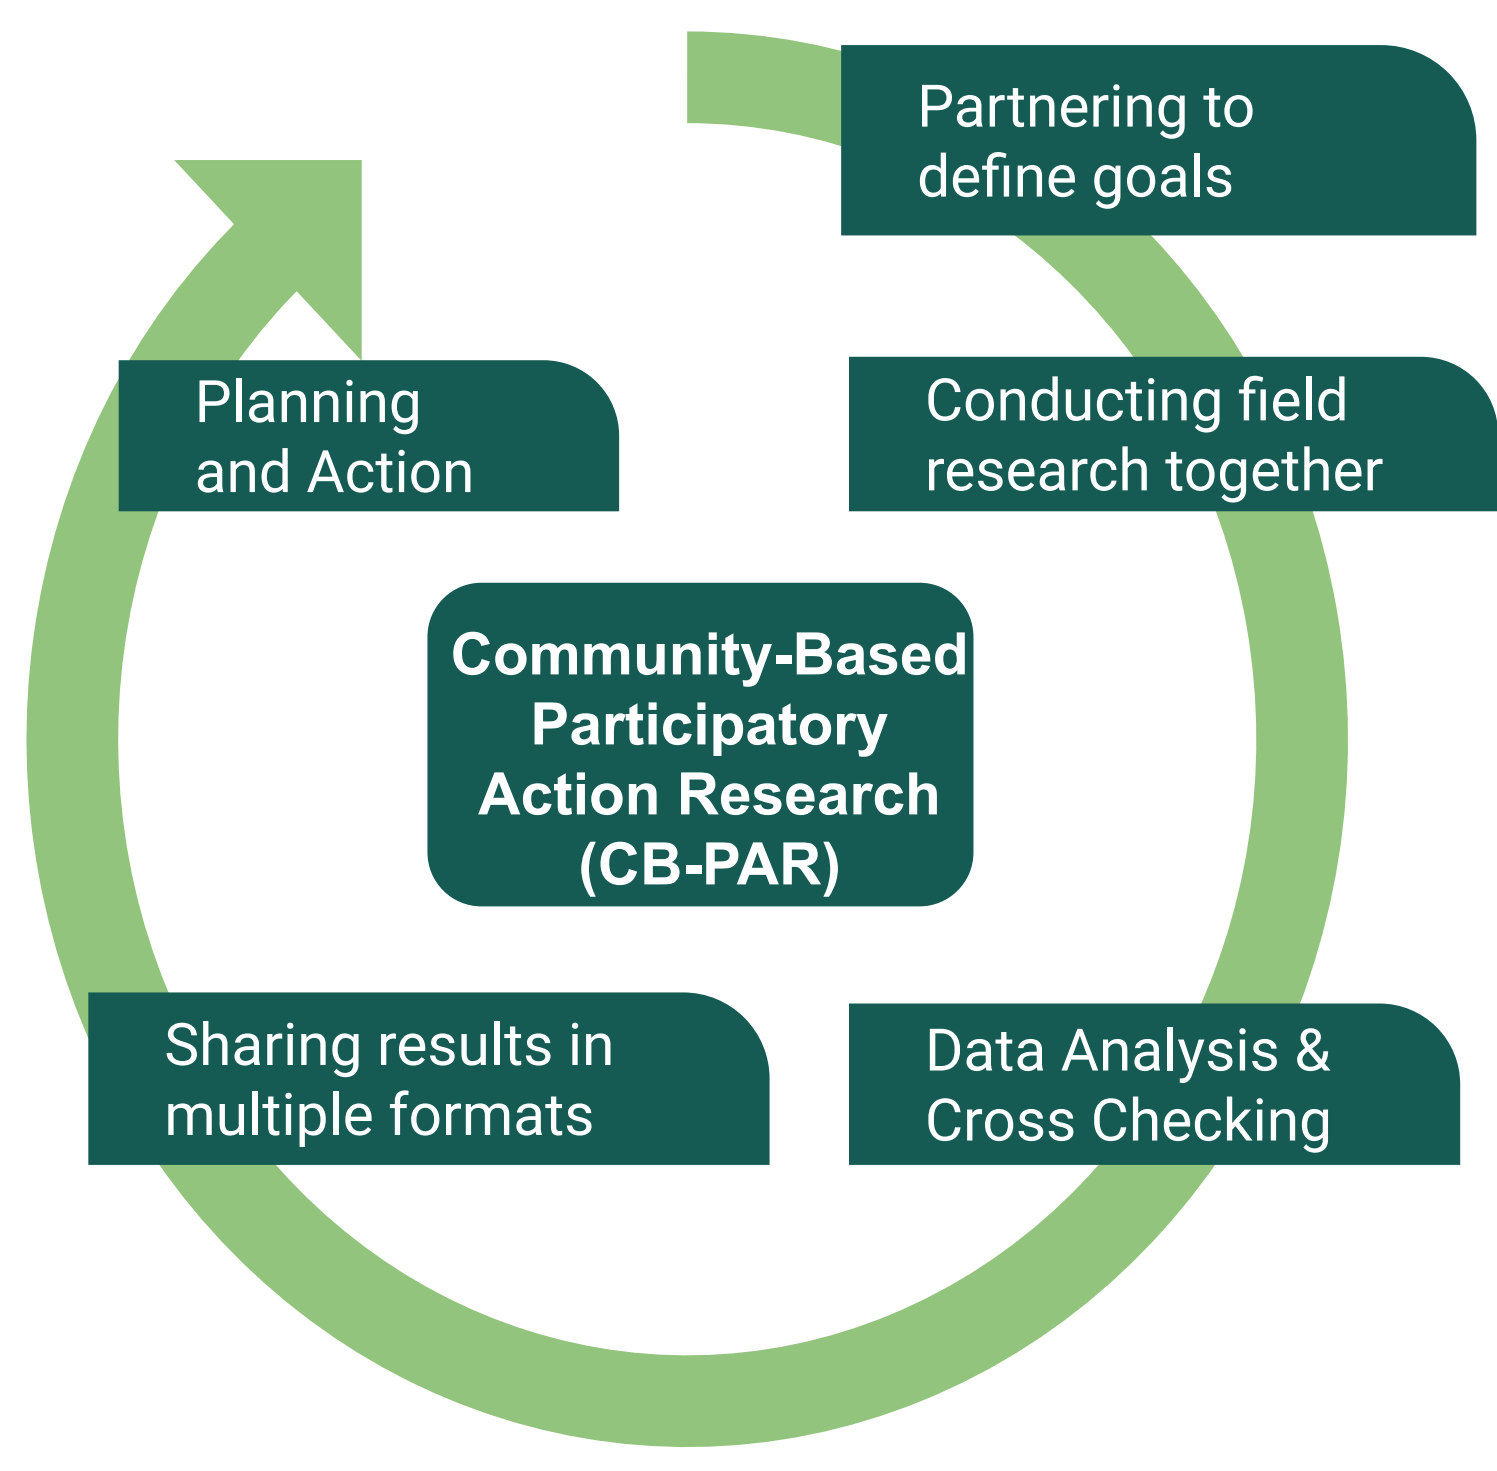 Partnering to
define goals
Conducting field
research together
Data Analysis &
Cross Checking
Sharing results in
multiple formats
Planning
and Action
Community-Based
Participatory
Action Research
(CB-PAR)